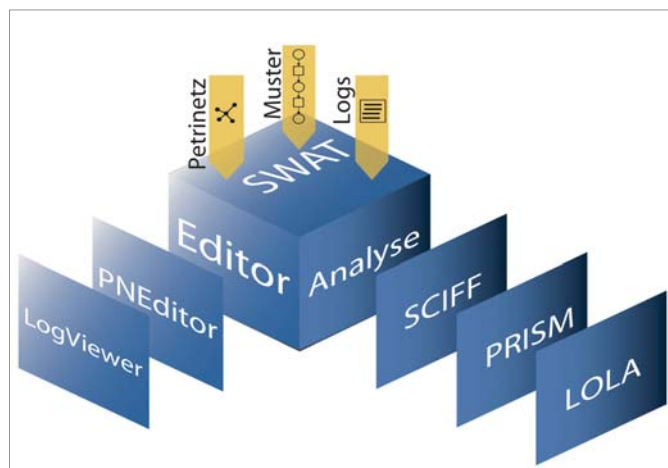 Petrinetz
Muster
Logs
SWAT
Editor
Analyse
PNEditor
LogViewer
SCIFF
PRISM
LOLA